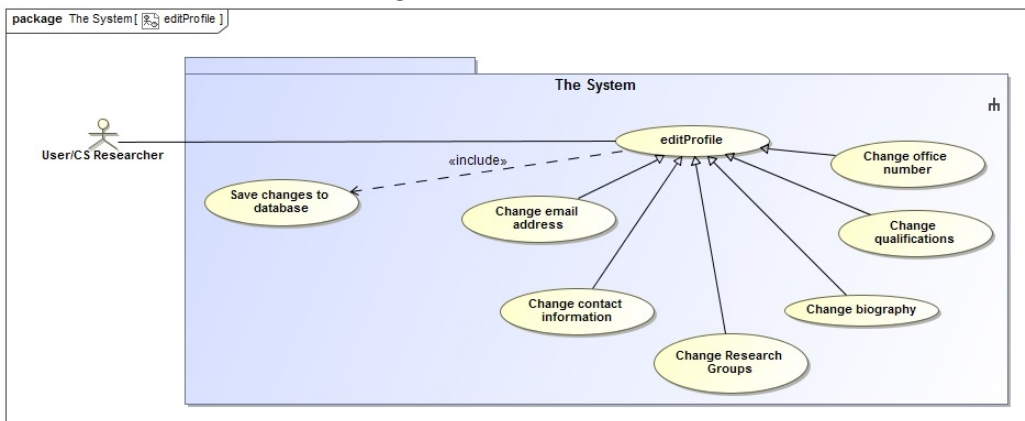 package The System[ editProfile ]
The System
User/CS Researcher
editProfile
«include»
Change office
number
Save changes to
database
Change email
address
Change
qualifications
Change contact
information
Change biography
Change Research
Groups